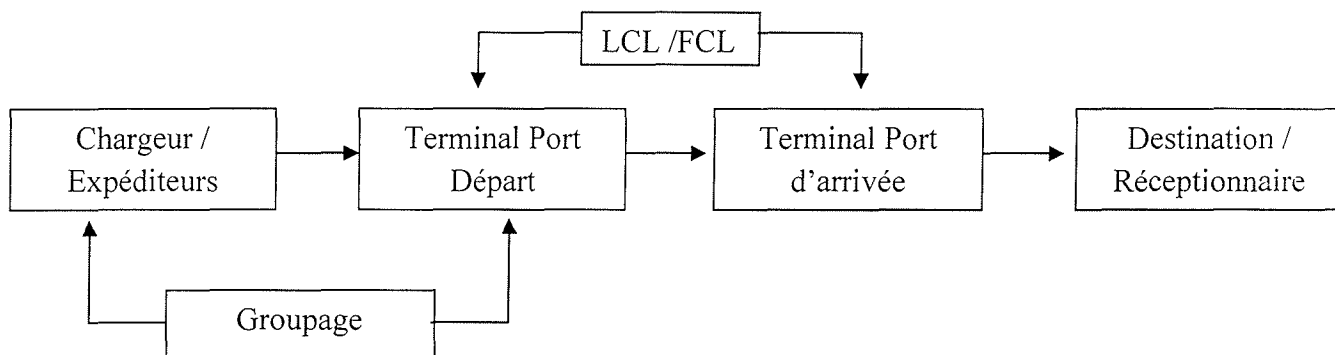 LCL /FCL
Chargeur /
Expéditeurs
Terminal Port
Départ
Terminal Port
d'arrivée
Destination /
Réceptionnaire
Groupage